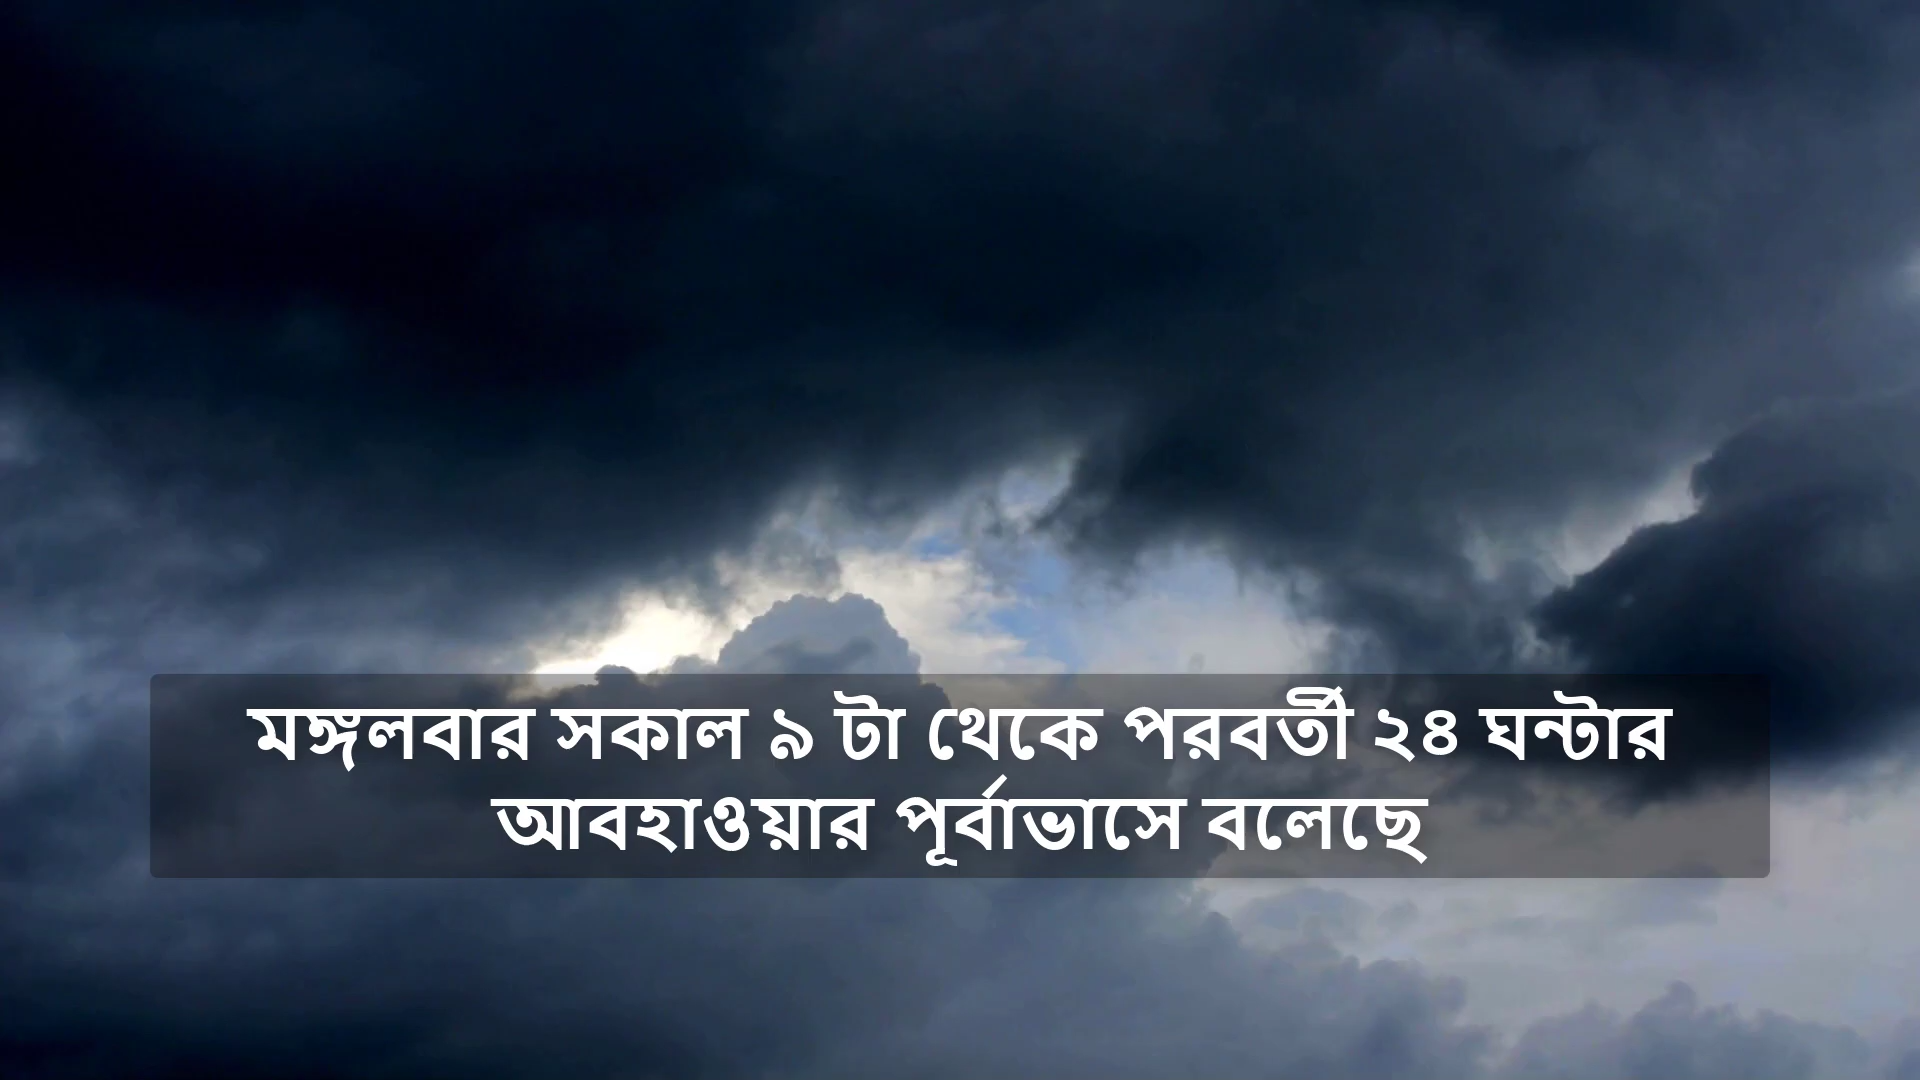 মঙ্গলবার সকাল ৯ টা থেকে পরবর্তী ২৪ ঘন্টার
আবহাওয়ার পূর্বাভাসে বলেছে